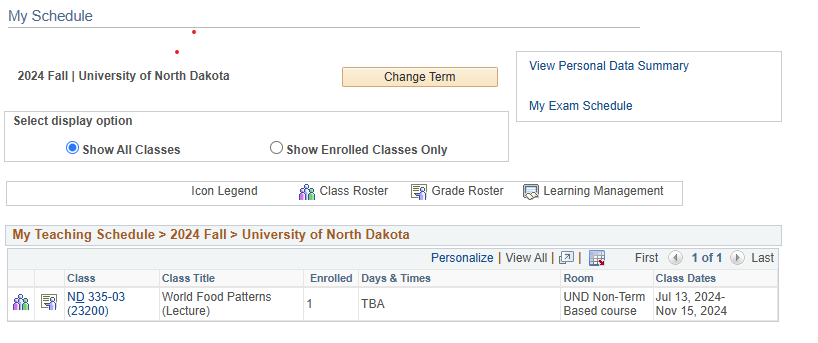 My Schedule
2024 Fall | University of North Dakota
Change Term
View Personal Data Summary
My Exam Schedule
Select display option
Show All Classes
Show Enrolled Classes Only
Icon Legend Class Roster Grade Roster Learning Management
My Teaching Schedule > 2024 Fall > University of North Dakota
Personalize | View All | | First 1 of 1 Last
Class Class Title Enrolled Days & Times Room Class Dates
ND 335-03 World Food Patterns 1 TBA UND Non-Term Jul 13, 2024-
(23200) (Lecture) Based course Nov 15, 2024